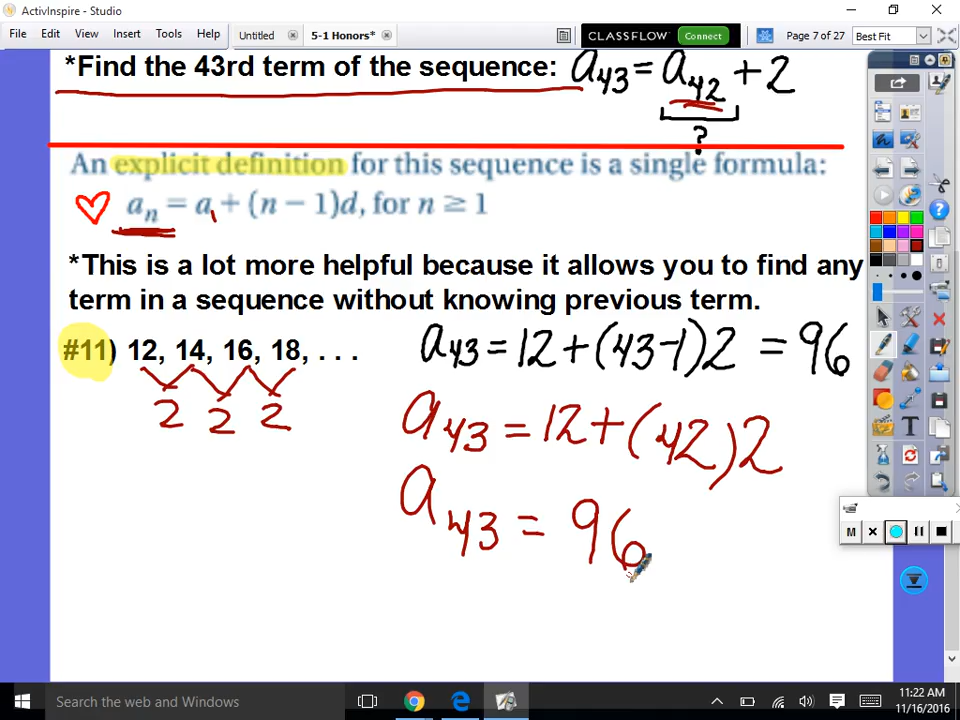 ActivInspire - Studio
File Edit View Insert Tools Help Untitled 5-1 Honors* CLASSFLOW Connect Page 7 of 27 Best Fit
*Find the 43rd term of the sequence: a₄₃ = a₄₂ + 2
?
An explicit definition for this sequence is a single formula:
aₙ = a₁ + (n − 1)d, for n ≥ 1
*This is a lot more helpful because it allows you to find any
term in a sequence without knowing previous term.
#11) 12, 14, 16, 18, . . . a₄₃ = 12 + (43-1)2 = 96
2 2 2
a₄₃ = 12 + (42)2
a₄₃ = 96
M
Search the web and Windows
11:22 AM
11/16/2016